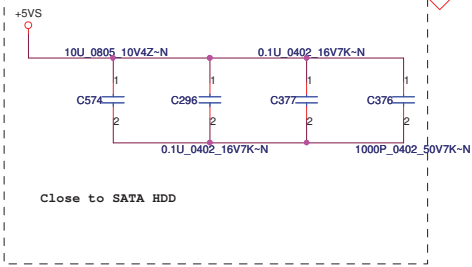 +5VS
10U_0805_10V4Z~N
0.1U_0402_16V7K~N
1
1
1
1
C574
C296
C377
C376
2
2
2
2
0.1U_0402_16V7K~N
1000P_0402_50V7K~N
Close to SATA HDD